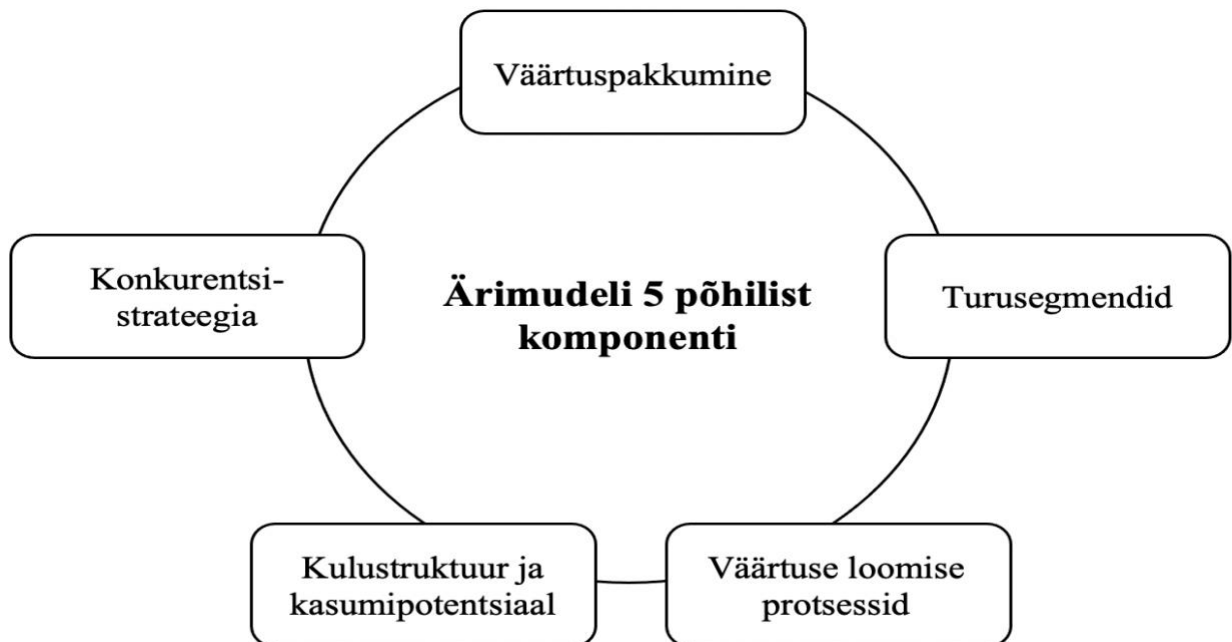 Väärtuspakkumine
Konkurentsi-
strateegia
Ärimudeli 5 põhilist
komponenti
Turusegmendid
Kulustruktuur ja
kasumipotentsiaal
Väärtuse loomise
protsessid